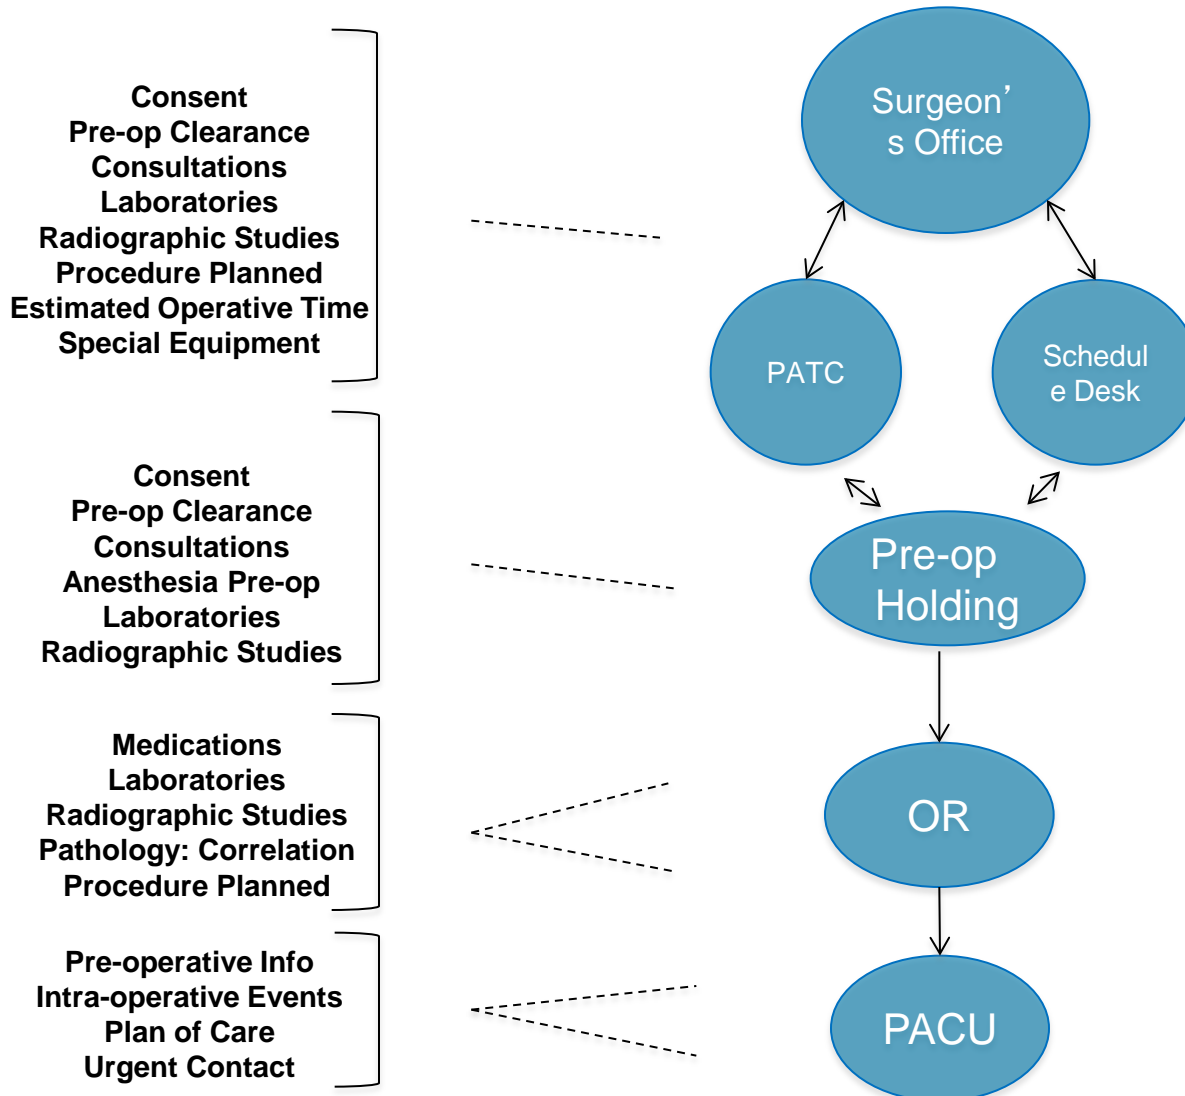 Consent
Pre-op Clearance
Consultations
Laboratories
Radiographic Studies
Procedure Planned
Estimated Operative Time
Special Equipment
Surgeon’
s Office
PATC
Schedul
e Desk
Consent
Pre-op Clearance
Consultations
Anesthesia Pre-op
Laboratories
Radiographic Studies
Pre-op
Holding
Medications
Laboratories
Radiographic Studies
Pathology: Correlation
Procedure Planned
OR
Pre-operative Info
Intra-operative Events
Plan of Care
Urgent Contact
PACU